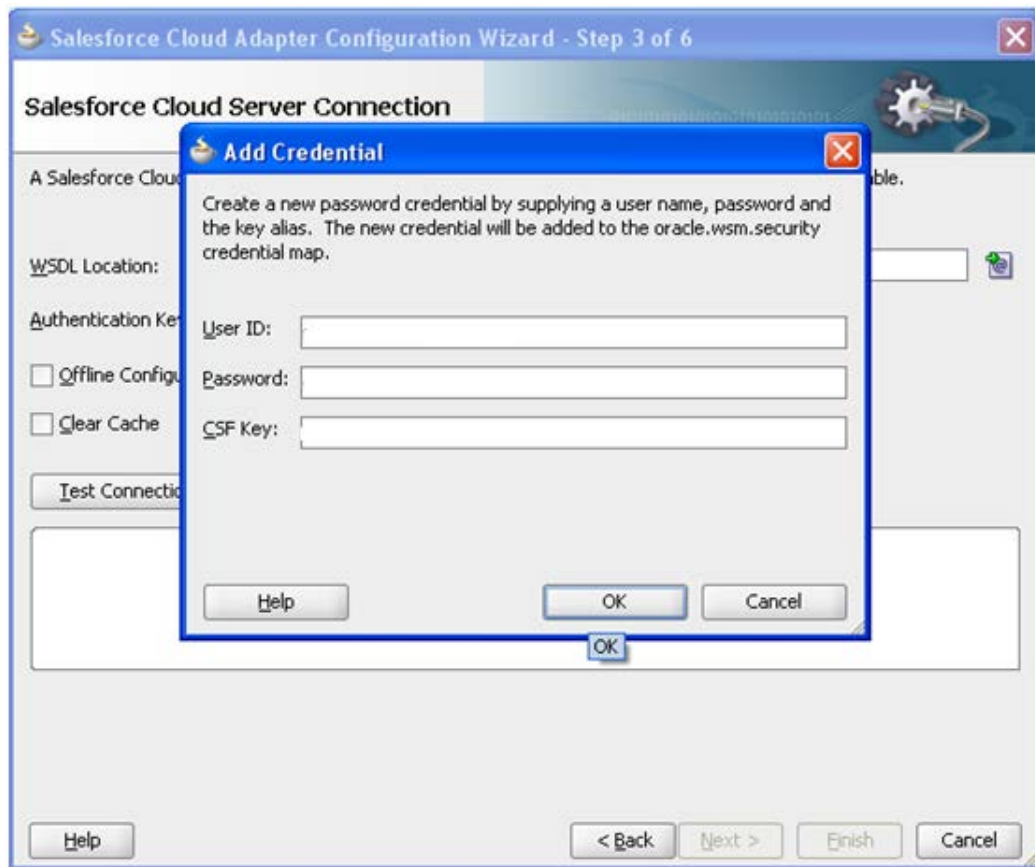 Salesforce Cloud Adapter Configuration Wizard - Step 3 of 6
Salesforce Cloud Server Connection
Add Credential
A Salesforce Cloud
ble.
Create a new password credential by supplying a user name, password and
the key alias. The new credential will be added to the oracle.wsm.security
credential map.
WSDL Location:
Authentication Ke
User ID:
Offline Configu
Password:
Clear Cache
CSF Key:
Test Connectio
Help
OK
Cancel
OK
Help
< Back
Next >
Finish
Cancel